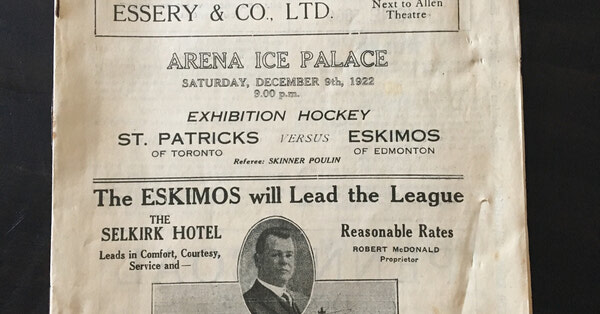 ESSERY & CO., LTD.
Next to Allen
Theatre
ARENA ICE PALACE
SATURDAY, DECEMBER 9th, 1922
9.00 p.m.
EXHIBITION HOCKEY
ST. PATRICKS VERSUS ESKIMOS
OF TORONTO OF EDMONTON
Referee: SKINNER POULIN
The ESKIMOS will Lead the League
THE
SELKIRK HOTEL
Leads in Comfort, Courtesy,
Service and—
Reasonable Rates
ROBERT McDONALD
Proprietor